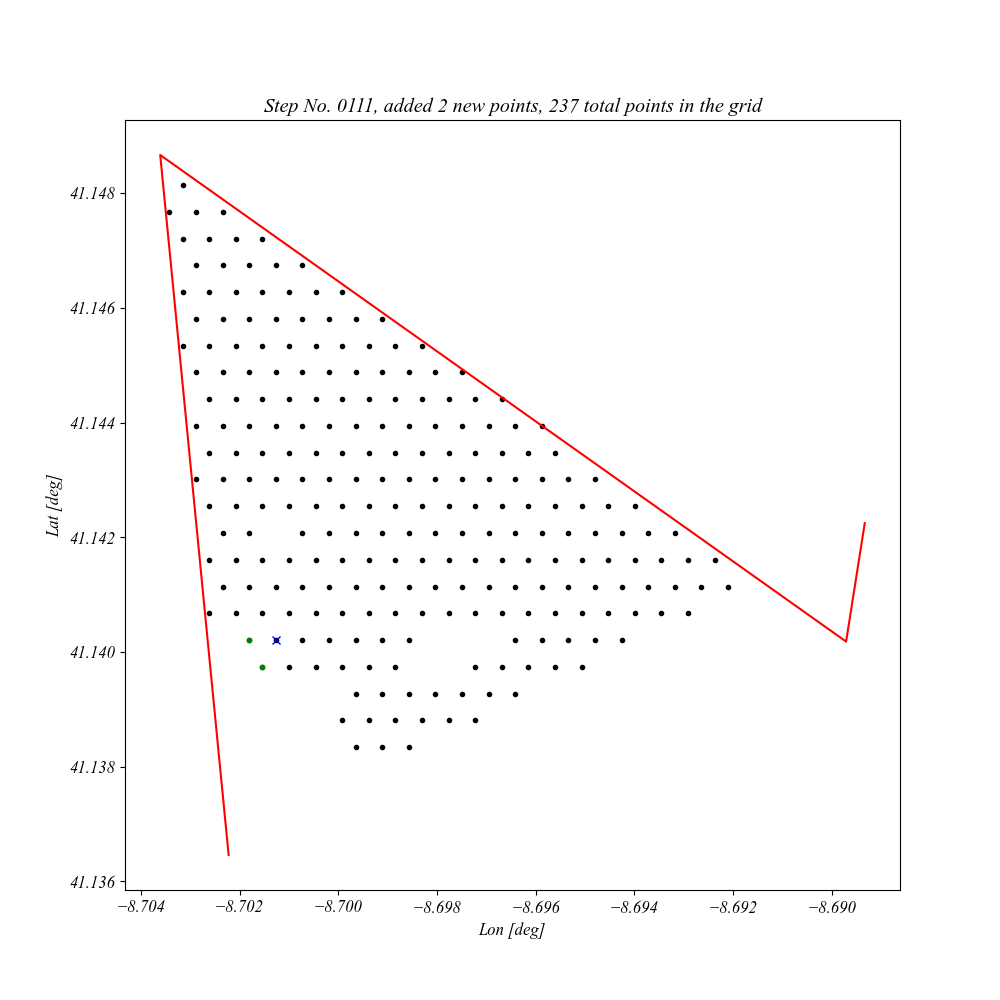 Step No. 0111, added 2 new points, 237 total points in the grid
41.148
41.146
41.144
41.142
41.140
41.138
41.136
Lat [deg]
−8.704 −8.702 −8.700 −8.698 −8.696 −8.694 −8.692 −8.690
Lon [deg]